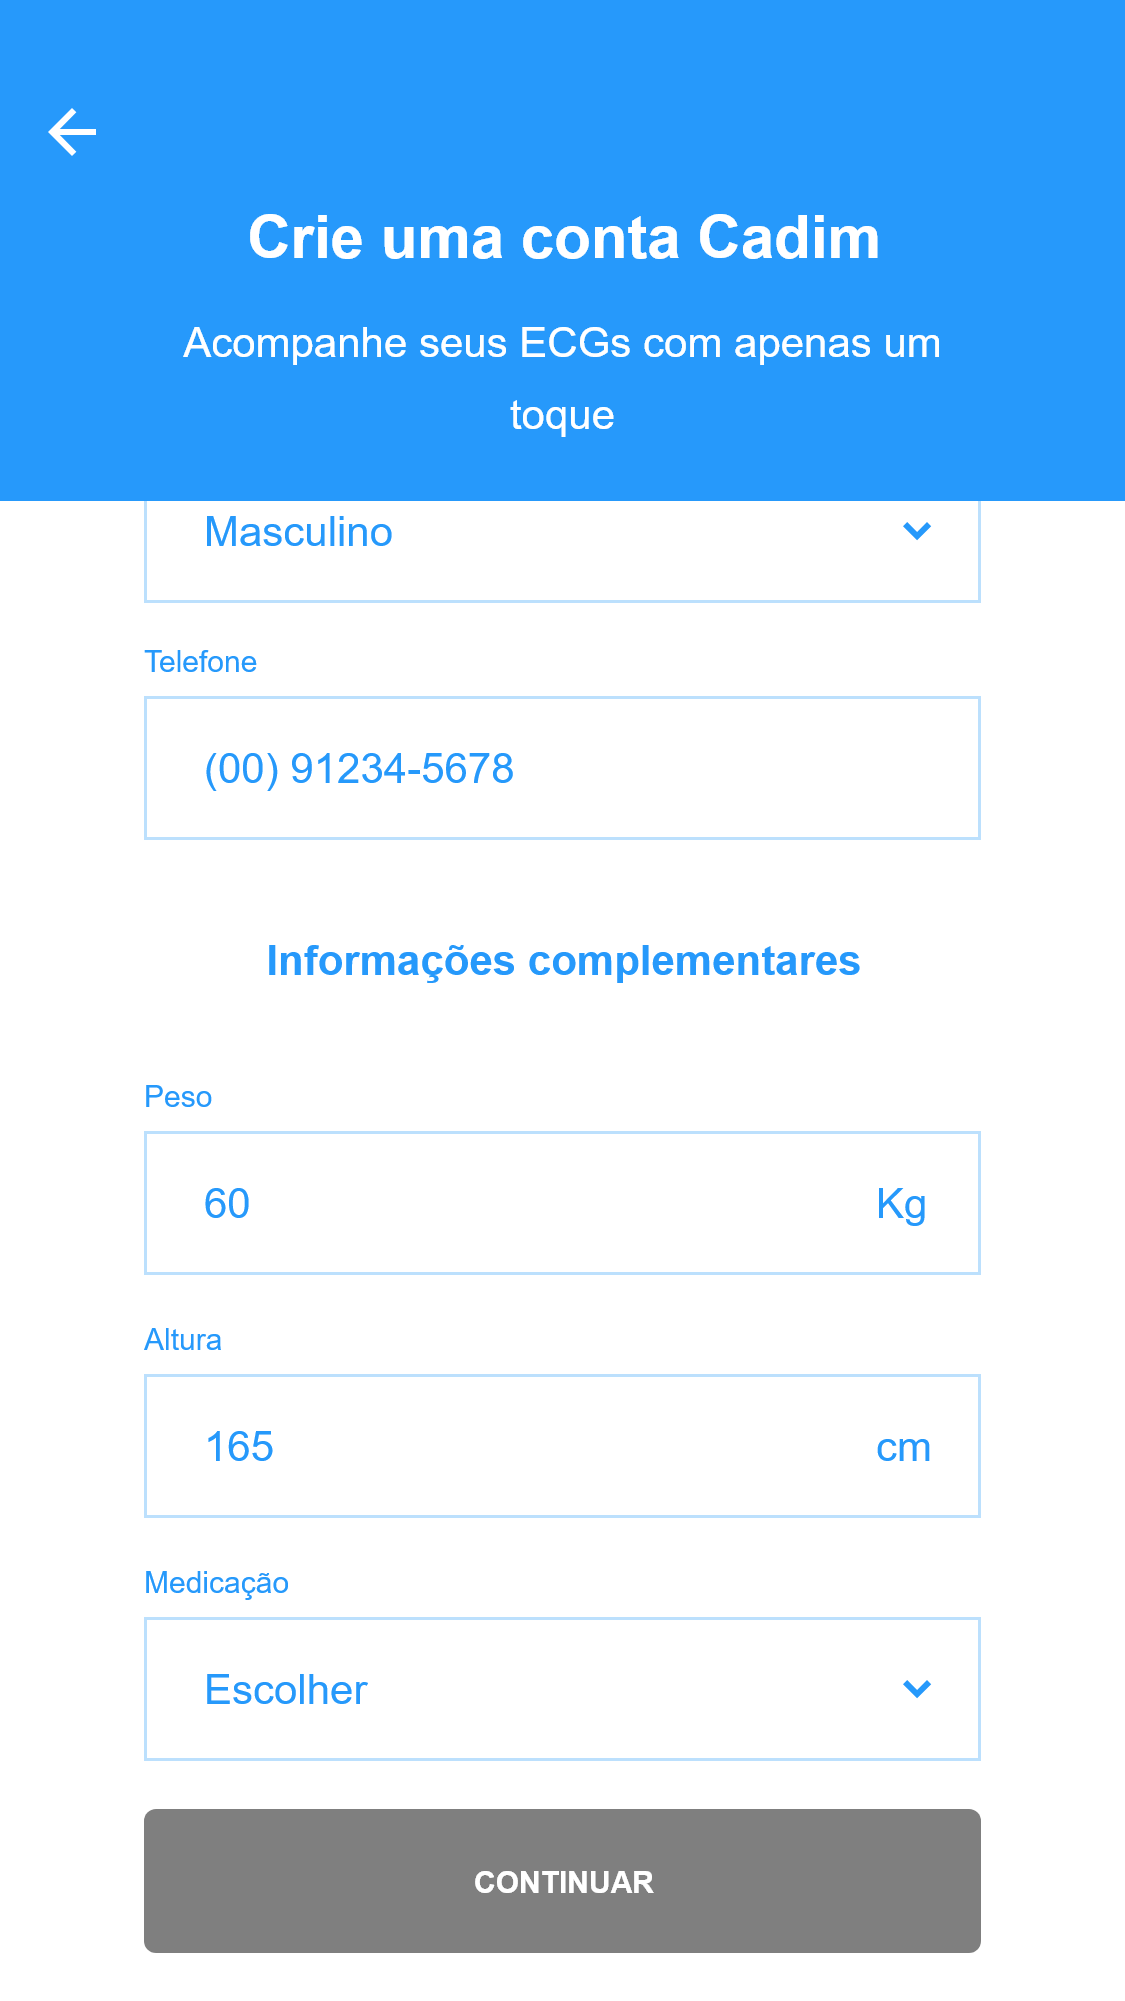 Crie uma conta Cadim
Acompanhe seus ECGs com apenas um
toque
Masculino
Telefone
(00) 91234-5678
Informações complementares
Peso
60 Kg
Altura
165 cm
Medicação
Escolher
CONTINUAR